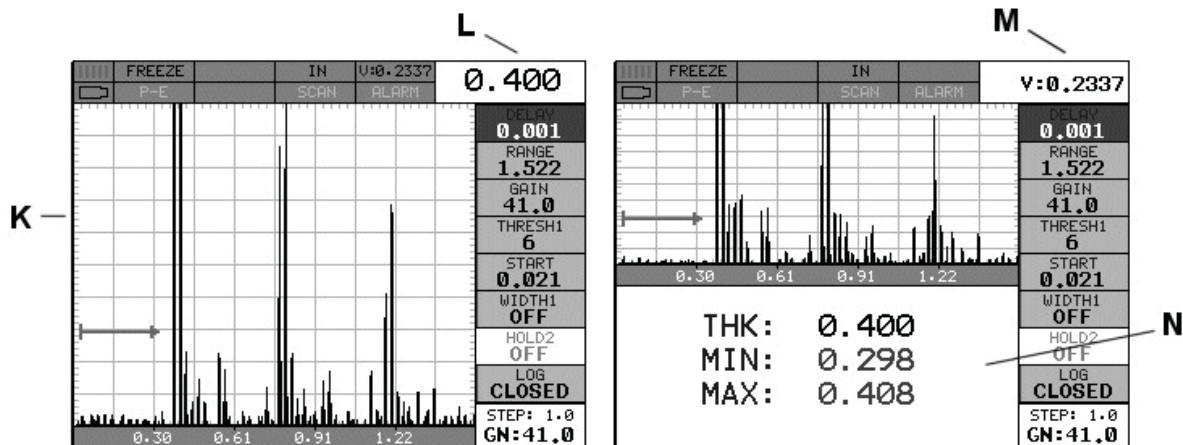 L
M
FREEZE IN V:0.2337 0.400
P-E SCAN ALARM
K
DELAY
0.001
RANGE
1.522
GAIN
41.0
THRESH1
6
START
0.021
WIDTH1
OFF
HOLD2
OFF
LOG
CLOSED
STEP: 1.0
GN:41.0
0.30 0.61 0.91 1.22
FREEZE IN V:0.2337
P-E SCAN ALARM
DELAY
0.001
RANGE
1.522
GAIN
41.0
THRESH1
6
START
0.021
WIDTH1
OFF
HOLD2
OFF
LOG
CLOSED
STEP: 1.0
GN:41.0
0.30 0.61 0.91 1.22
THK: 0.400
MIN: 0.298
MAX: 0.408
N